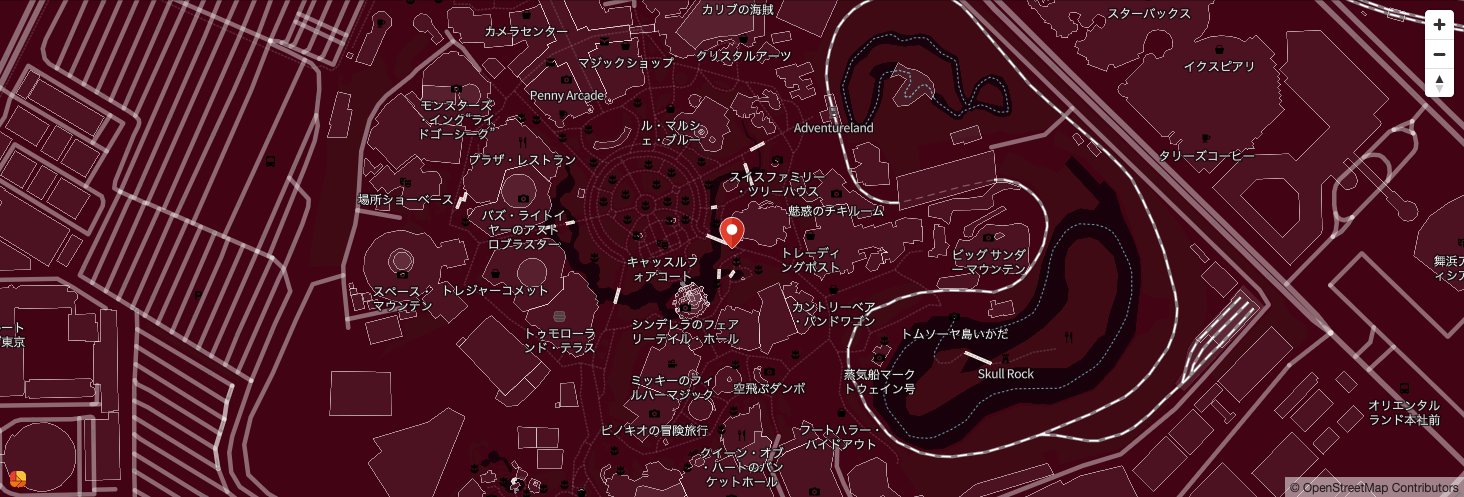 カリブの海賊
スターバックス
カメラセンター
クリスタルアーツ
マジックショップ
イクスピアリ
Penny Arcade
モンスターズ
・インク“ライ
ドゴーシーク”
ル・マルシ
ェ・ブルー
Adventureland
プラザ・レストラン
タリーズコーヒー
スイスファミリー
・ツリーハウス
場所ショーベース
バズ・ライトイ
ヤーのアスト
ロブラスター
魅惑のチキルーム
キャッスルフ
ォアコート
トレーディ
ングポスト
ビッグサンダ
ー マウンテン
スペース・
マウンテン
トレジャーコメット
カントリーベア
・バンドワゴン
トゥモローラ
ンド・テラス
シンデレラのフェア
リーテイル・ホール
トムソーヤ島いかだ
ミッキーのフィ
ルハーマジック
空飛ぶダンボ
蒸気船マーク
トウェイン号
Skull Rock
ピノキオの冒険旅行
ブートハラー・
ハイドアウト
オリエンタル
ランド本社前
クイーン・オブ
・ハートのバン
ケットホール
© OpenStreetMap Contributors